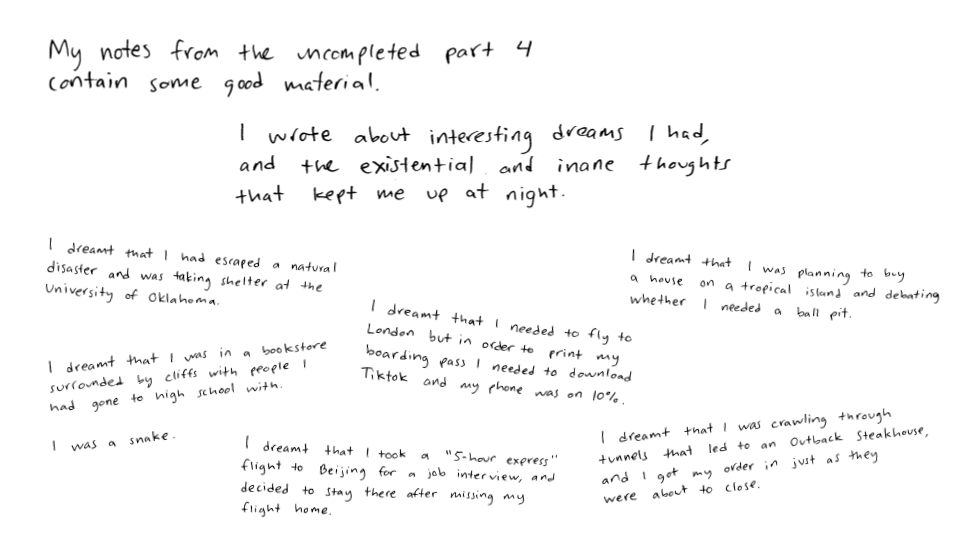 My notes from the uncompleted part 4
contain some good material.
I wrote about interesting dreams I had,
and the existential and inane thoughts
that kept me up at night.
I dreamt that I had escaped a natural
disaster and was taking shelter at the
University of Oklahoma.
I dreamt that I was planning to buy
a house on a tropical island and debating
whether I needed a ball pit.
I dreamt that I needed to fly to
London but in order to print my
boarding pass I needed to download
Tiktok and my phone was on 10%.
I dreamt that I was in a bookstore
surrounded by cliffs with people I
had gone to high school with.
I was a snake.
I dreamt that I took a "5-hour express"
flight to Beijing for a job interview, and
decided to stay there after missing my
flight home.
I dreamt that I was crawling through
tunnels that led to an Outback Steakhouse,
and I got my order in just as they
were about to close.